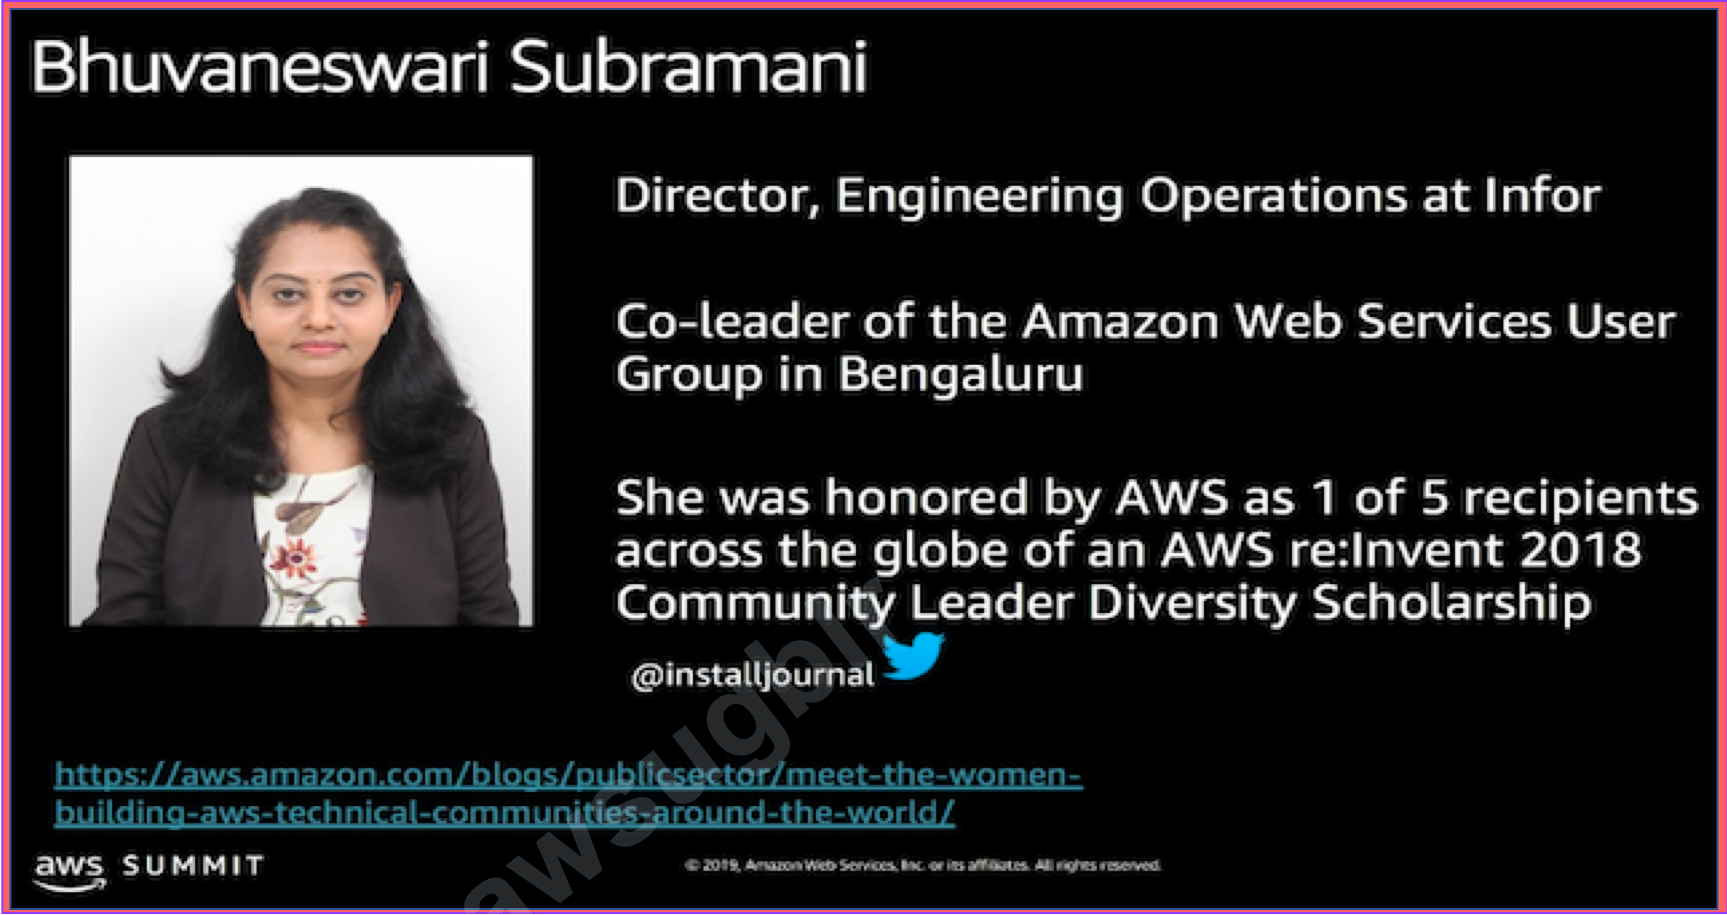 Bhuvaneswari Subramani
Director, Engineering Operations at Infor
Co-leader of the Amazon Web Services User
Group in Bengaluru
She was honored by AWS as 1 of 5 recipients
across the globe of an AWS re:Invent 2018
Community Leader Diversity Scholarship
@installjournal
https://aws.amazon.com/blogs/publicsector/meet-the-women-
building-aws-technical-communities-around-the-world/
aws SUMMIT
© 2019, Amazon Web Services, Inc. or its affiliates. All rights reserved.
awsugblr